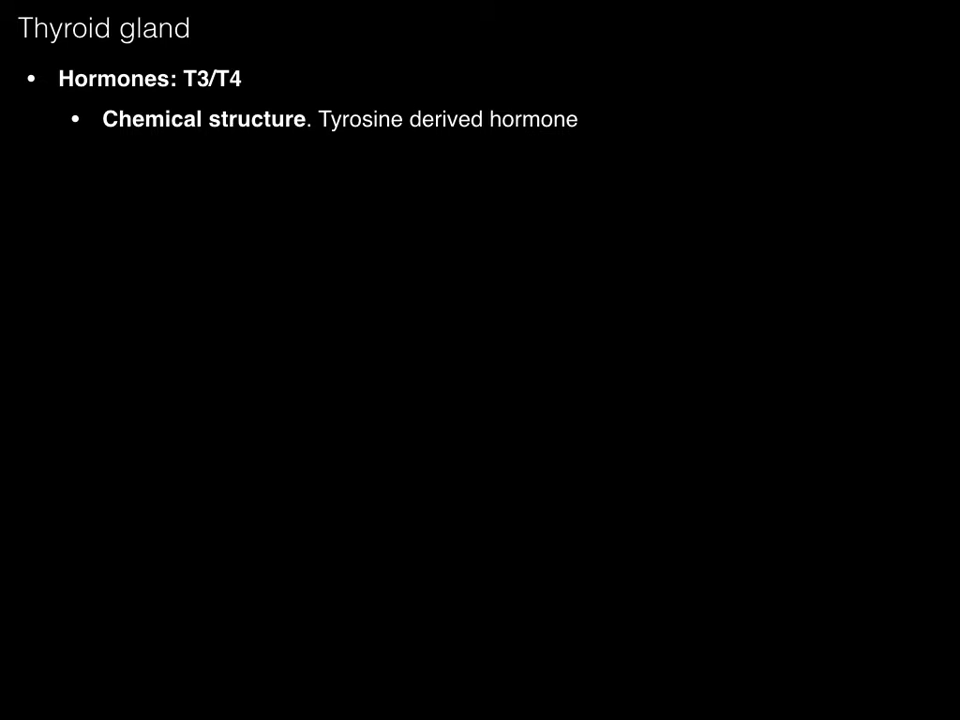 Thyroid gland
• Hormones: T3/T4
• Chemical structure. Tyrosine derived hormone